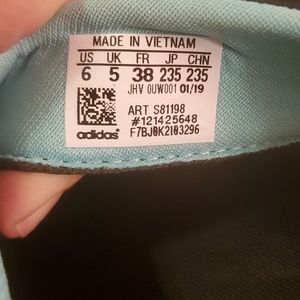 MADE IN VIETNAM
US UK FR JP CHN
6 5 38 235 235
JHV 0UW001 01/19
ART S81198
#121425648
adidas F7BJ0K2I03296